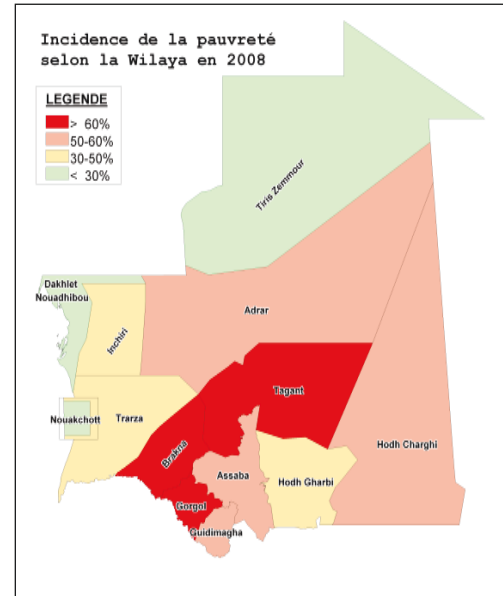 Incidence de la pauvreté
selon la Wilaya en 2008
LEGENDE
> 60%
50-60%
30-50%
< 30%
Tiris Zemmour
Dakhlet
Nouadhibou
Inchiri
Adrar
Nouakchott
Trarza
Tagant
Brakna
Assaba
Hodh Charghi
Hodh Gharbi
Gorgol
Guidimagha